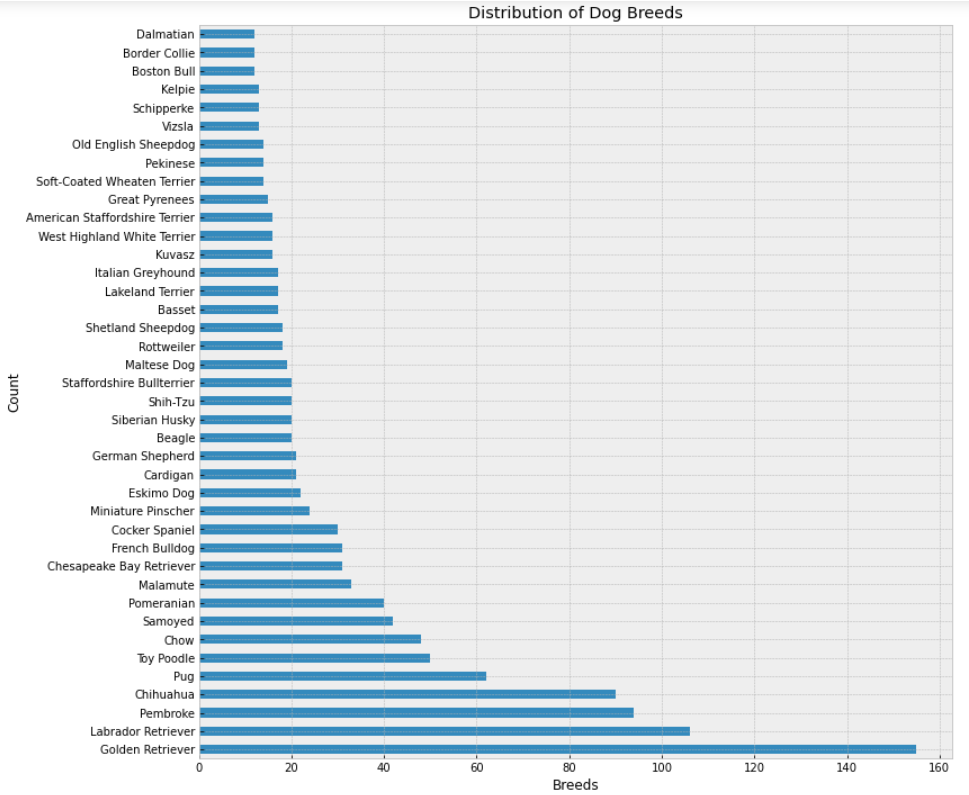 Distribution of Dog Breeds
Dalmatian
Border Collie
Boston Bull
Kelpie
Schipperke
Vizsla
Old English Sheepdog
Pekinese
Soft-Coated Wheaten Terrier
Great Pyrenees
American Staffordshire Terrier
West Highland White Terrier
Kuvasz
Italian Greyhound
Lakeland Terrier
Basset
Shetland Sheepdog
Rottweiler
Maltese Dog
Staffordshire Bullterrier
Shih-Tzu
Siberian Husky
Beagle
German Shepherd
Cardigan
Eskimo Dog
Miniature Pinscher
Cocker Spaniel
French Bulldog
Chesapeake Bay Retriever
Malamute
Pomeranian
Samoyed
Chow
Toy Poodle
Pug
Chihuahua
Pembroke
Labrador Retriever
Golden Retriever
Count
0 20 40 60 80 100 120 140 160
Breeds